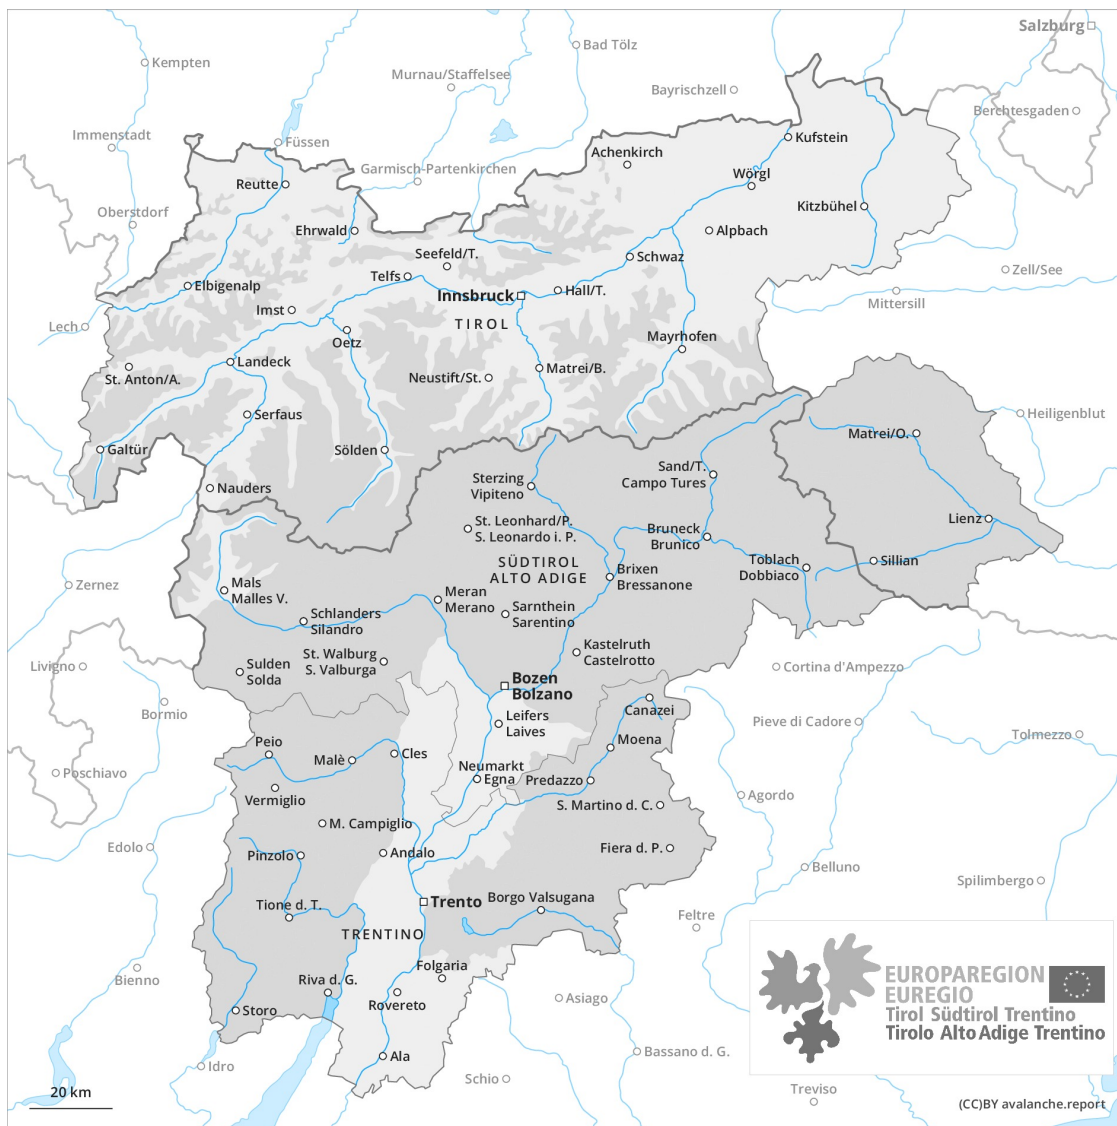 Salzburg
Bad Tölz
Kempten
Murnau/Staffelsee
Bayrischzell
Berchtesgaden
Immenstadt
Füssen
Kufstein
Achenkirch
Garmisch-Partenkirchen
Wörgl
Reutte
Kitzbühel
Oberstdorf
Ehrwald
Alpbach
Seefeld/T.
Schwaz
Zell/See
Telfs
Elbigenalp
Hall/T.
Innsbruck
Mittersill
Imst
TIROL
Lech
Mayrhofen
Oetz
Landeck
Matrei/B.
St. Anton/A.
Neustift/St.
Serfaus
Heiligenblut
Matrei/O.
Galtür
Sölden
Sand/T.
Campo Tures
Sterzing
Vipiteno
Nauders
Lienz
St. Leonhard/P.
S. Leonardo i. P.
Bruneck
Brunico
SÜDTIROL
ALTO ADIGE
Toblach
Dobbiaco
Sillian
Brixen
Bressanone
Zernez
Mals
Malles V.
Meran
Merano
Sarnthein
Sarentino
Schlanders
Silandro
Kastelruth
Castelrotto
St. Walburg
S. Valburga
Livigno
Sulden
Solda
Cortina d'Ampezzo
Bozen
Bolzano
Canazei
Bormio
Leifers
Laives
Pieve di Cadore
Tolmezzo
Peio
Moena
Malè
Cles
Poschiavo
Neumarkt
Egna
Predazzo
Vermiglio
S. Martino d. C.
Agordo
M. Campiglio
Edolo
Pinzolo
Andalo
Fiera d. P.
Belluno
Spilimbergo
Tione d. T.
Trento
Borgo Valsugana
Feltre
TRENTINO
Folgaria
Bienno
Riva d. G.
Rovereto
Asiago
Storo
EUROPAREGION
EUREGIO
Tirol Südtirol Trentino
Tirolo Alto Adige Trentino
Ala
Bassano d. G.
Idro
Schio
Treviso
20 km
(CC)BY avalanche.report